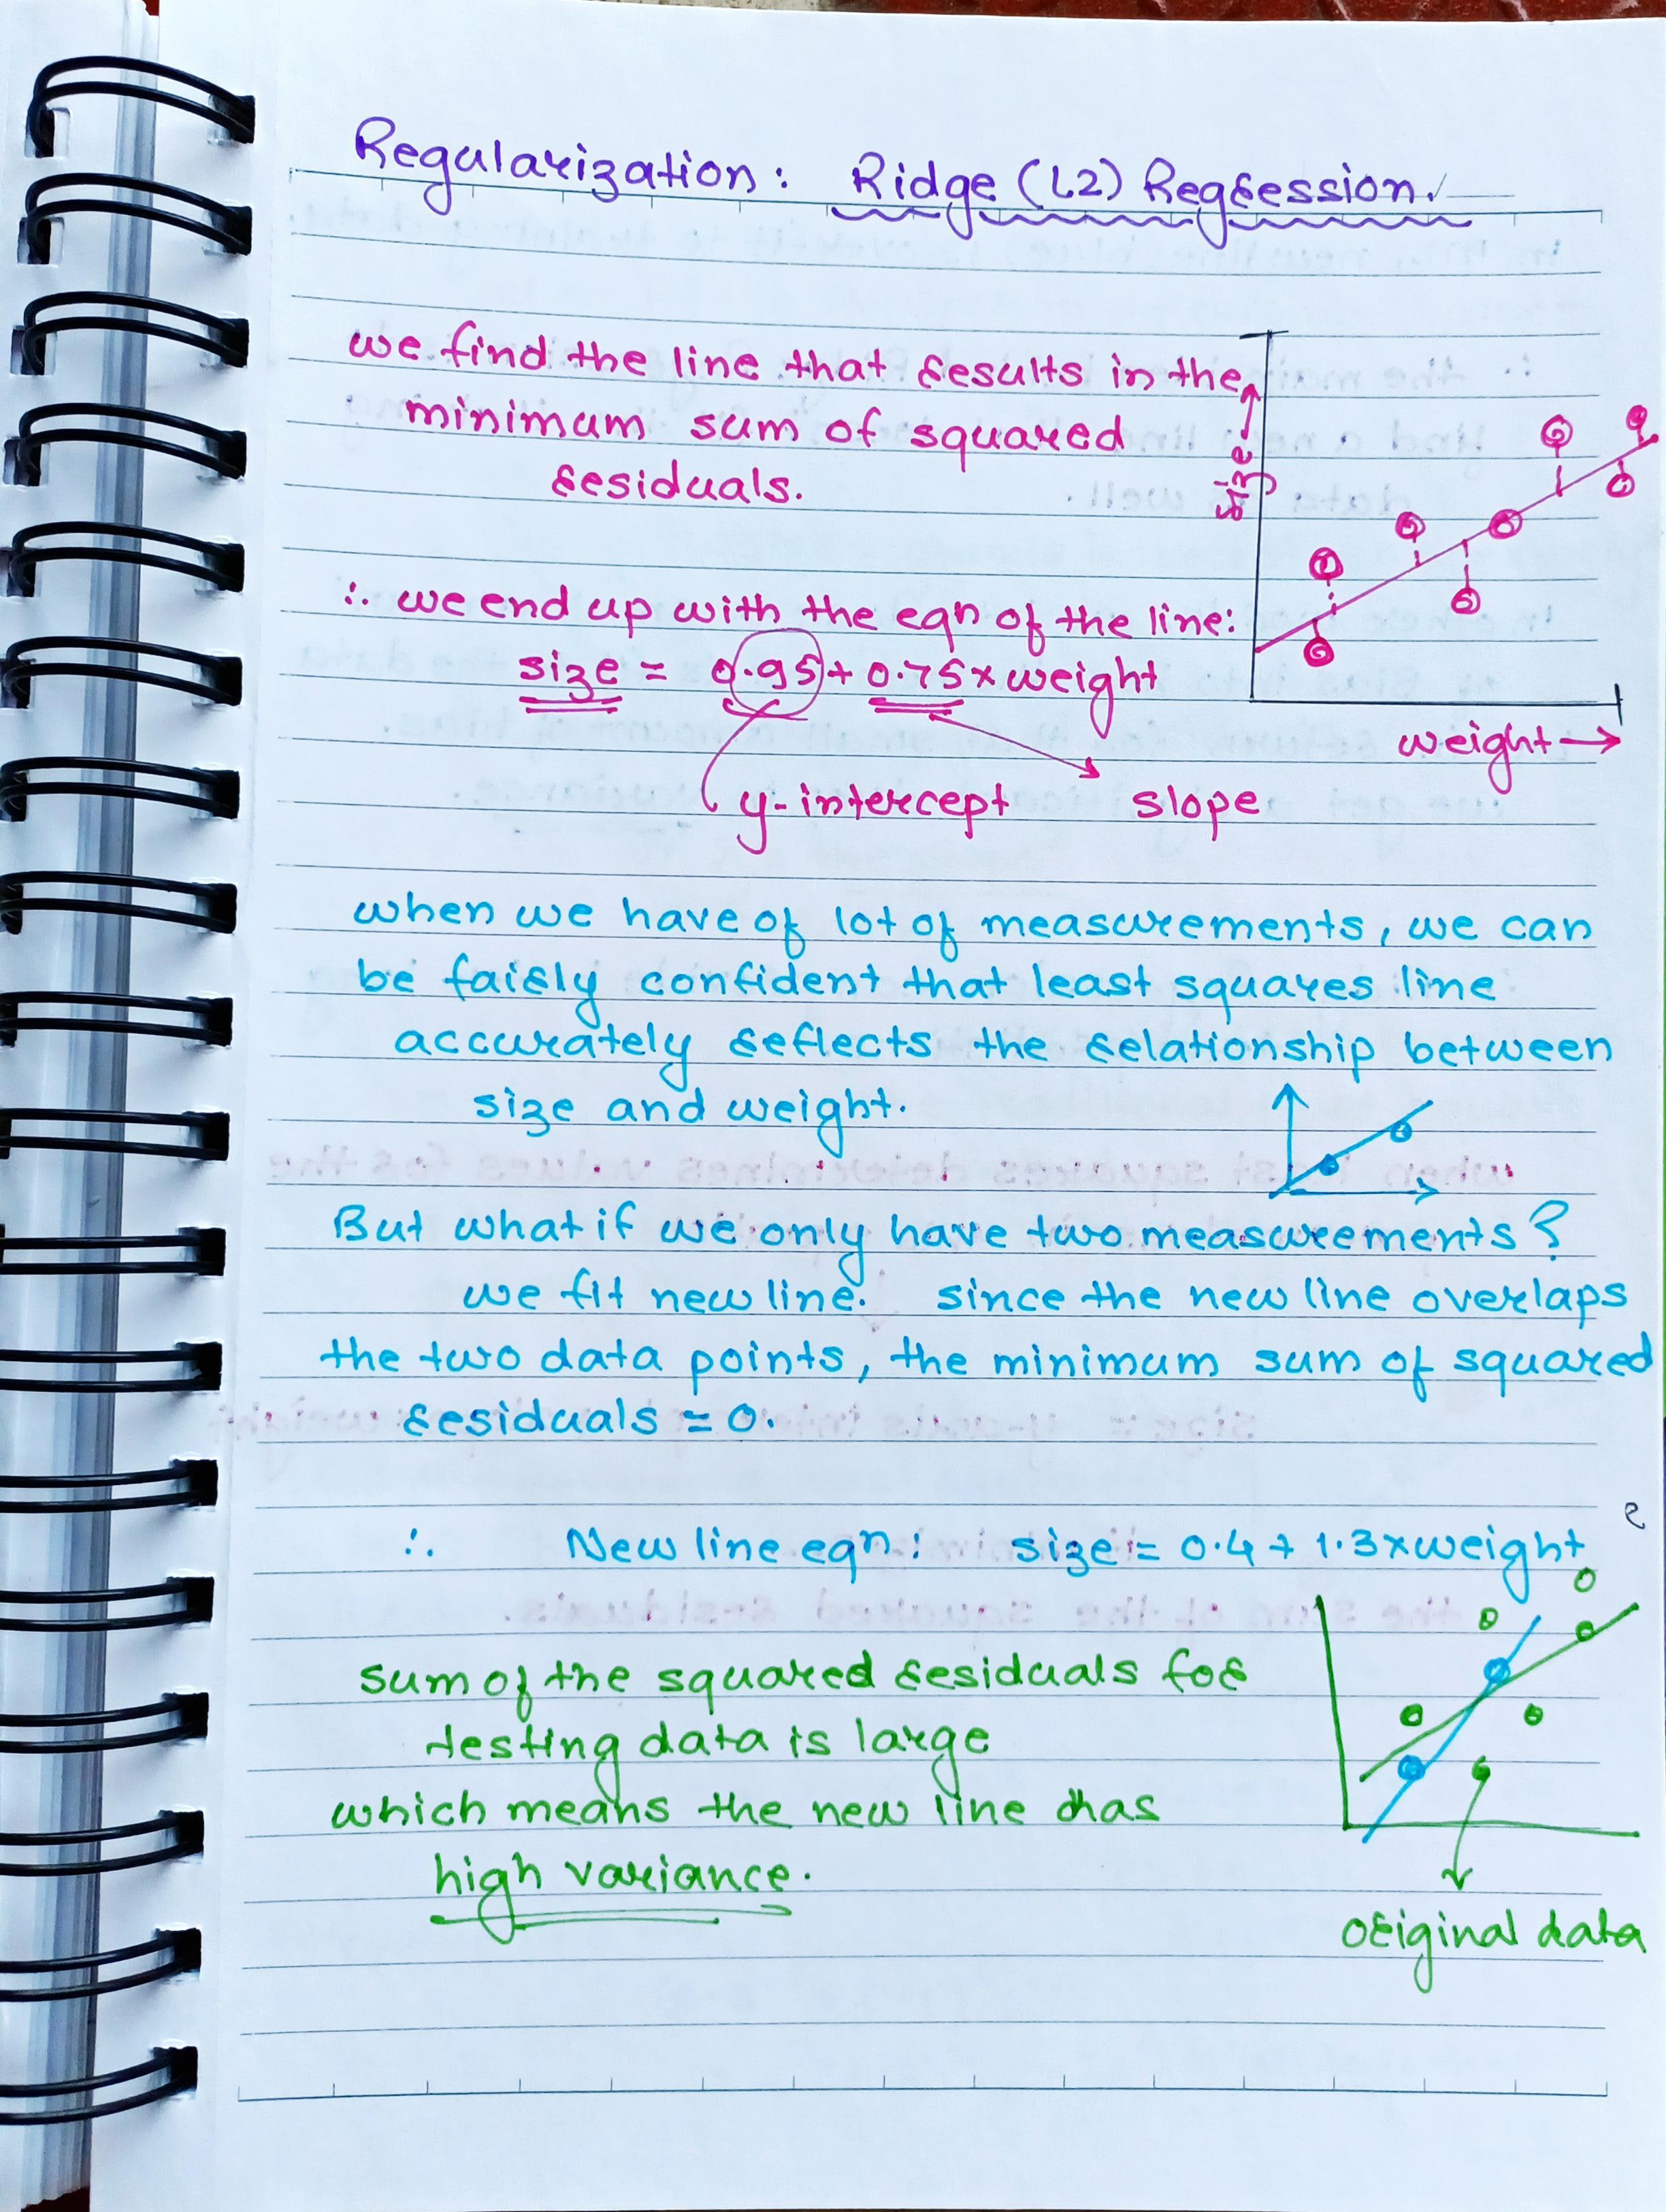 Regularization: Ridge (L2) Regression.
we find the line that results in the
minimum sum of squared
residuals.
size
∴ we end up with the eqn of the line:
size = 0.95 + 0.75 x weight
weight →
y-intercept slope
when we have of lot of measurements, we can
be fairly confident that least squares line
accurately reflects the relationship between
size and weight.
But what if we only have two measurements?
we fit new line. since the new line overlaps
the two data points, the minimum sum of squared
residuals = 0.
∴ New line eqn: size = 0.4 + 1.3 x weight
sum of the squared residuals for
testing data is large
which means the new line has
high variance.
original data